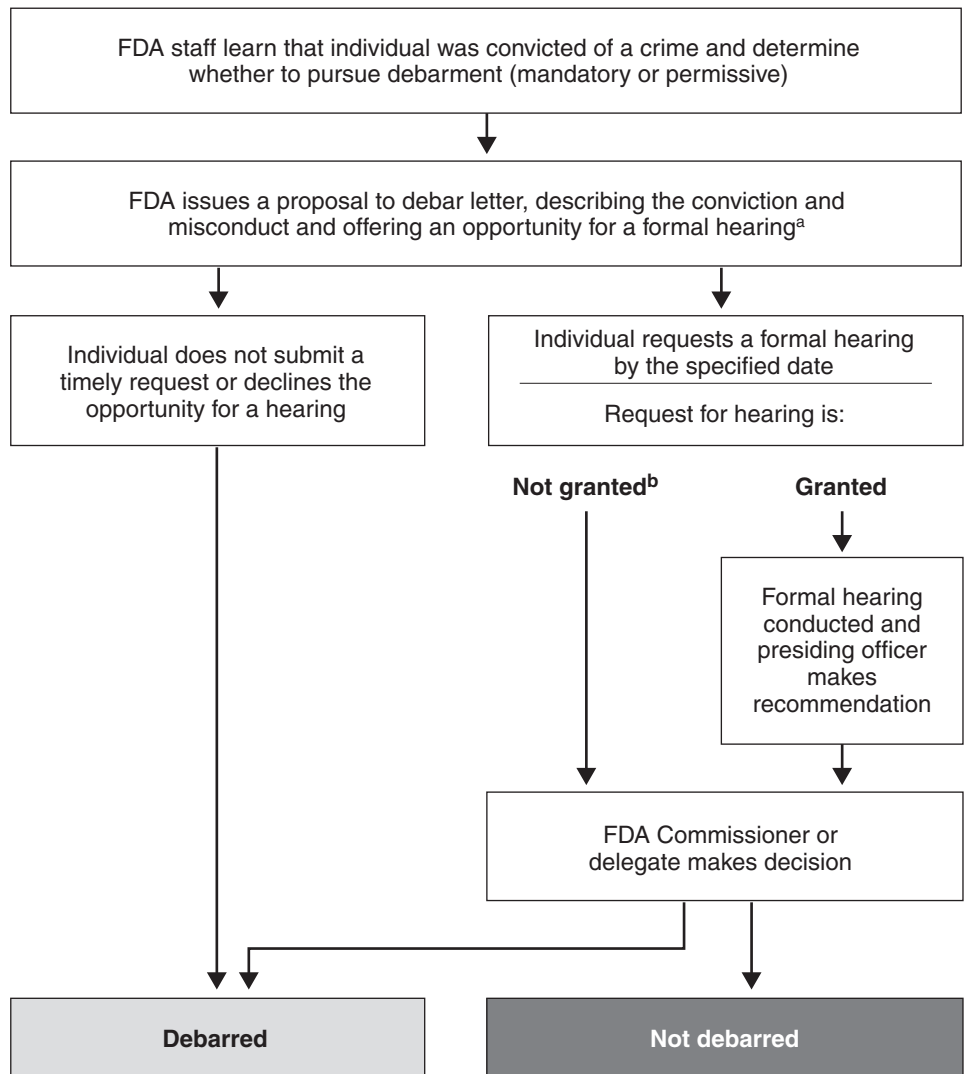 FDA staff learn that individual was convicted of a crime and determine
whether to pursue debarment (mandatory or permissive)
FDA issues a proposal to debar letter, describing the conviction and
misconduct and offering an opportunity for a formal hearingᵃ
Individual does not submit a
timely request or declines the
opportunity for a hearing
Individual requests a formal hearing
by the specified date
Request for hearing is:
Not grantedᵇ
Granted
Formal hearing
conducted and
presiding officer
makes
recommendation
FDA Commissioner or
delegate makes decision
Debarred
Not debarred